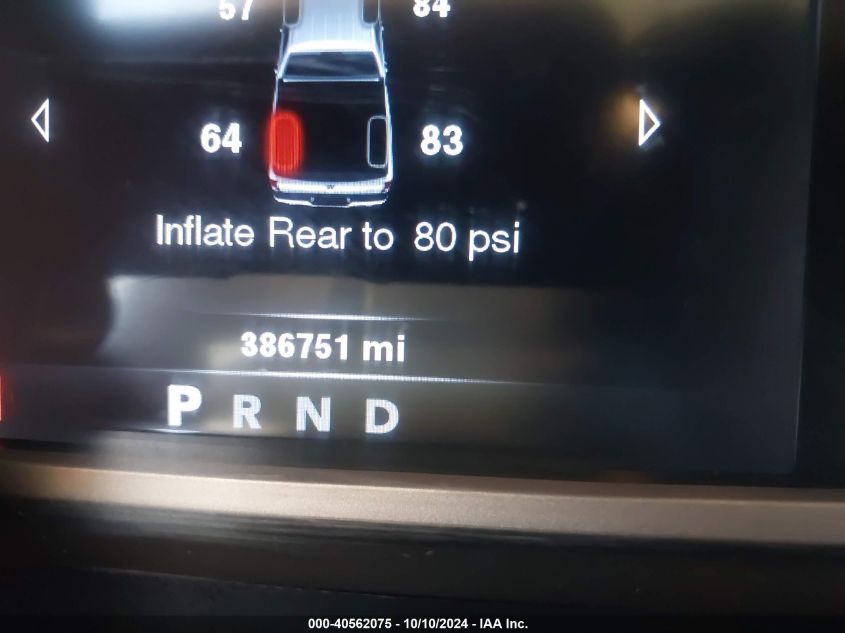 57 84
64 83
Inflate Rear to 80 psi
386751 mi
P R N D
000-40562075 - 10/10/2024 - IAA Inc.